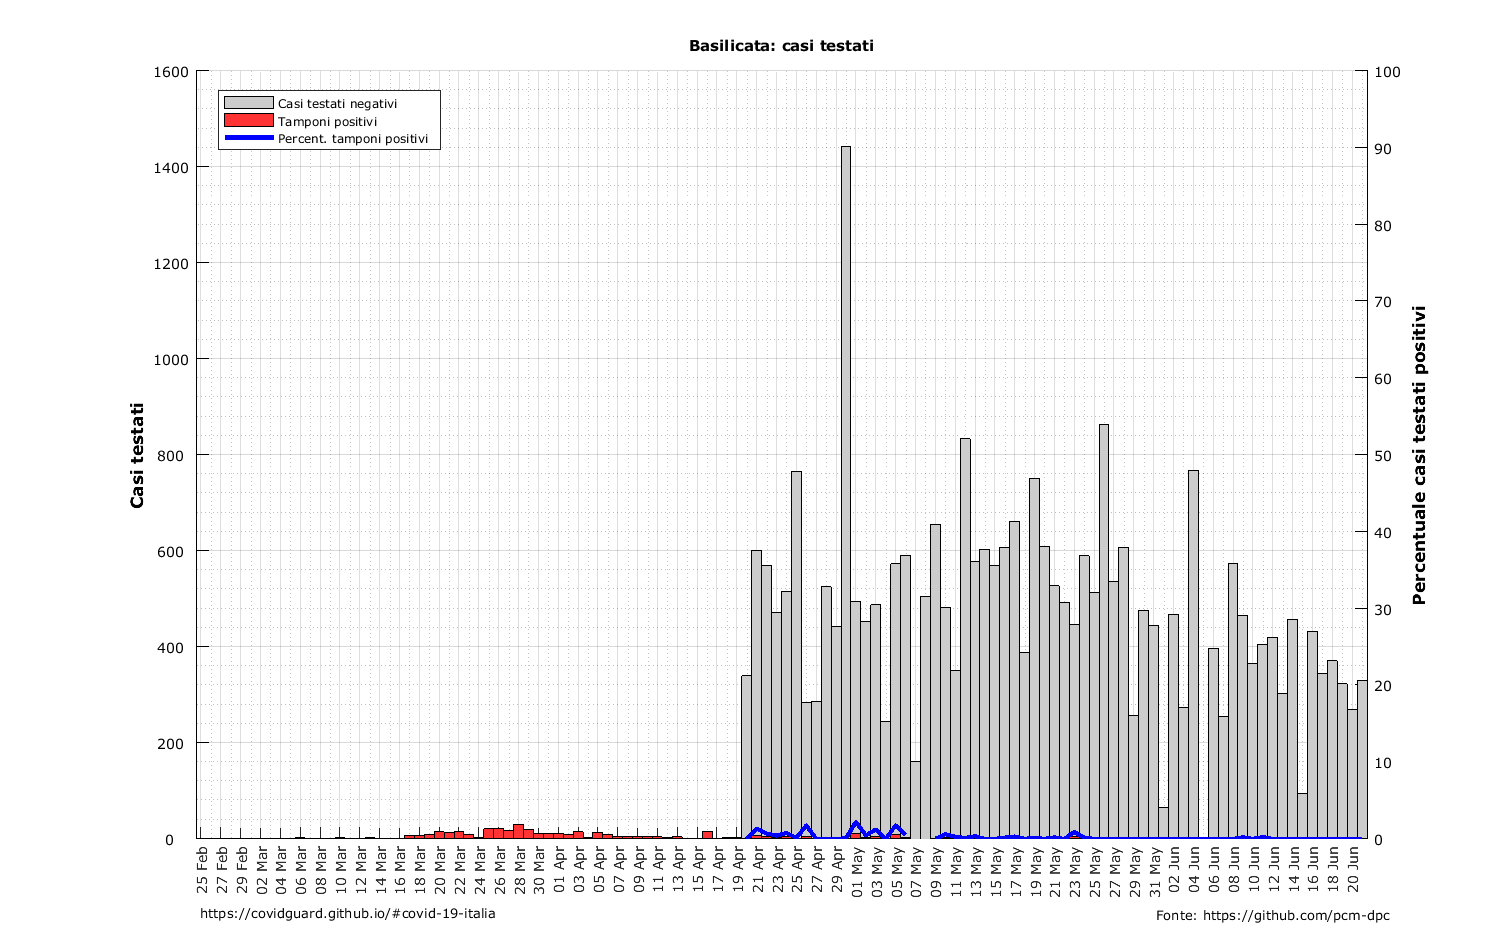 Basilicata: casi testati
Casi testati negativi
Tamponi positivi
Percent. tamponi positivi
Casi testati
1600
1400
1200
1000
800
600
400
200
0
100
90
80
70
60
50
40
30
20
10
0
Percentuale casi testati positivi
25 Feb
27 Feb
29 Feb
02 Mar
04 Mar
06 Mar
08 Mar
10 Mar
12 Mar
14 Mar
16 Mar
18 Mar
20 Mar
22 Mar
24 Mar
26 Mar
28 Mar
30 Mar
01 Apr
03 Apr
05 Apr
07 Apr
09 Apr
11 Apr
13 Apr
15 Apr
17 Apr
19 Apr
21 Apr
23 Apr
25 Apr
27 Apr
29 Apr
01 May
03 May
05 May
07 May
09 May
11 May
13 May
15 May
17 May
19 May
21 May
23 May
25 May
27 May
29 May
31 May
02 Jun
04 Jun
06 Jun
08 Jun
10 Jun
12 Jun
14 Jun
16 Jun
18 Jun
20 Jun
https://covidguard.github.io/#covid-19-italia
Fonte: https://github.com/pcm-dpc